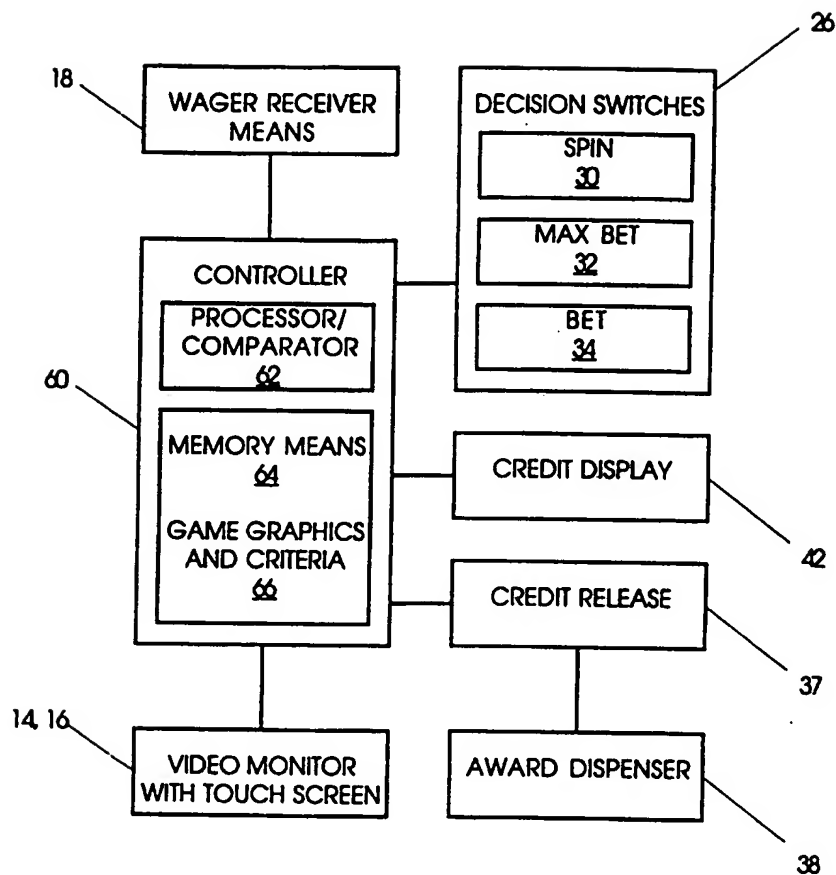 26
18
WAGER RECEIVER
MEANS
DECISION SWITCHES
SPIN
30
MAX BET
32
BET
34
CONTROLLER
PROCESSOR/
COMPARATOR
62
60
MEMORY MEANS
64
GAME GRAPHICS
AND CRITERIA
66
CREDIT DISPLAY
42
CREDIT RELEASE
37
14, 16
VIDEO MONITOR
WITH TOUCH SCREEN
AWARD DISPENSER
38